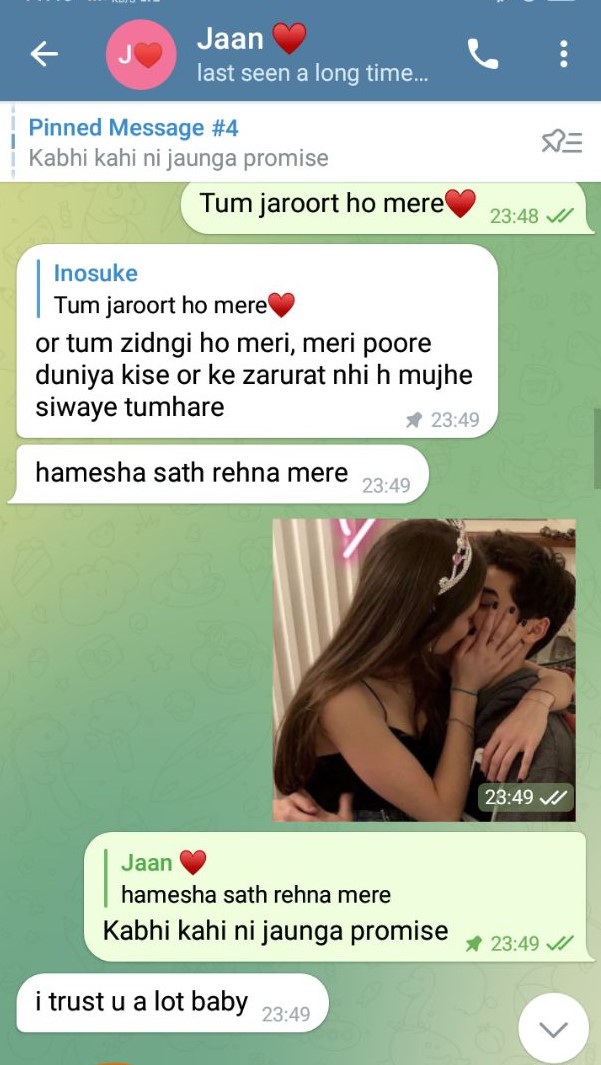 Jaan ❤️
J❤️
last seen a long time...
Pinned Message #4
Kabhi kahi ni jaunga promise
Tum jaroort ho mere❤️
23:48
Inosuke
Tum jaroort ho mere❤️
or tum zidngi ho meri, meri poore
duniya kise or ke zarurat nhi h mujhe
siwaye tumhare
23:49
hamesha sath rehna mere
23:49
23:49
Jaan ❤️
hamesha sath rehna mere
Kabhi kahi ni jaunga promise
23:49
i trust u a lot baby
23:49